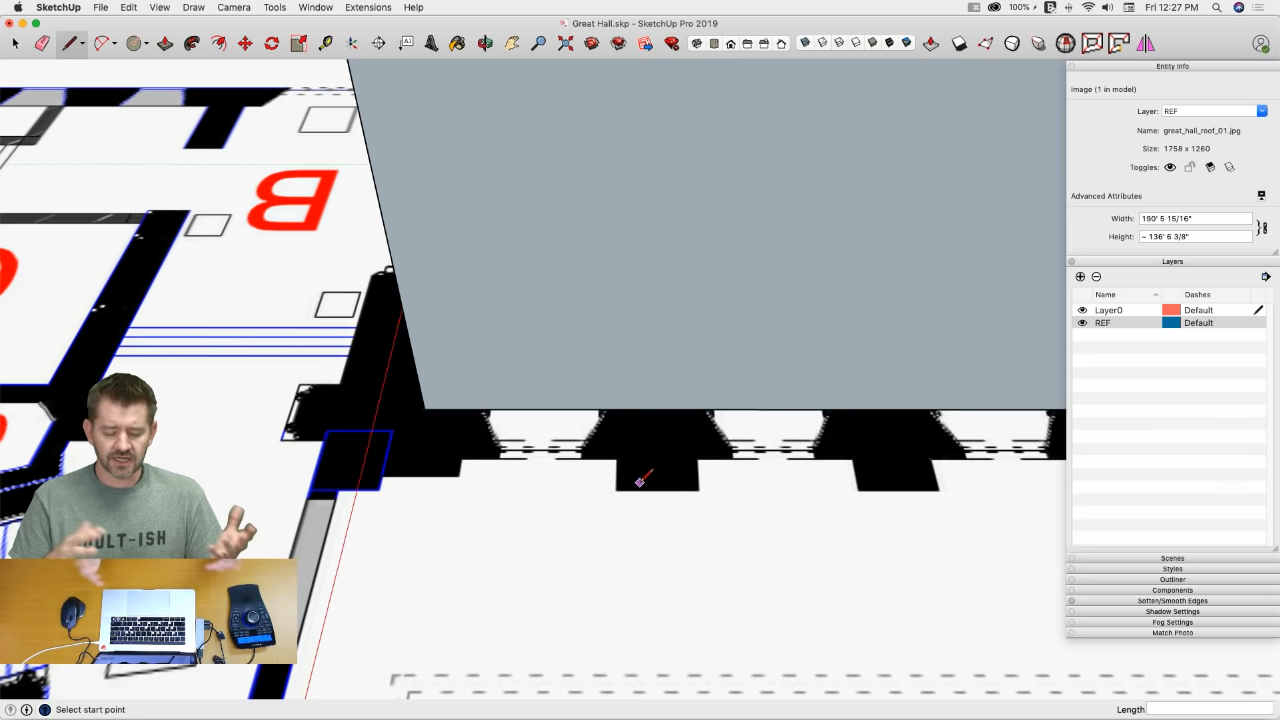 SketchUp File Edit View Draw Camera Tools Window Extensions Help
100% Fri 12:27 PM
Great Hall.skp - SketchUp Pro 2019
Entity Info
Image (1 in model)
Layer: REF
Name: great_hall_roof_01.jpg
Size: 1758 x 1260
Toggles:
Advanced Attributes
Width: 190' 5 15/16"
Height: ~ 136' 6 3/8"
Layers
Name Dashes
Layer0 Default
REF Default
Scenes
Styles
Outliner
Components
Soften/Smooth Edges
Shadow Settings
Fog Settings
Match Photo
B
Select start point
Length